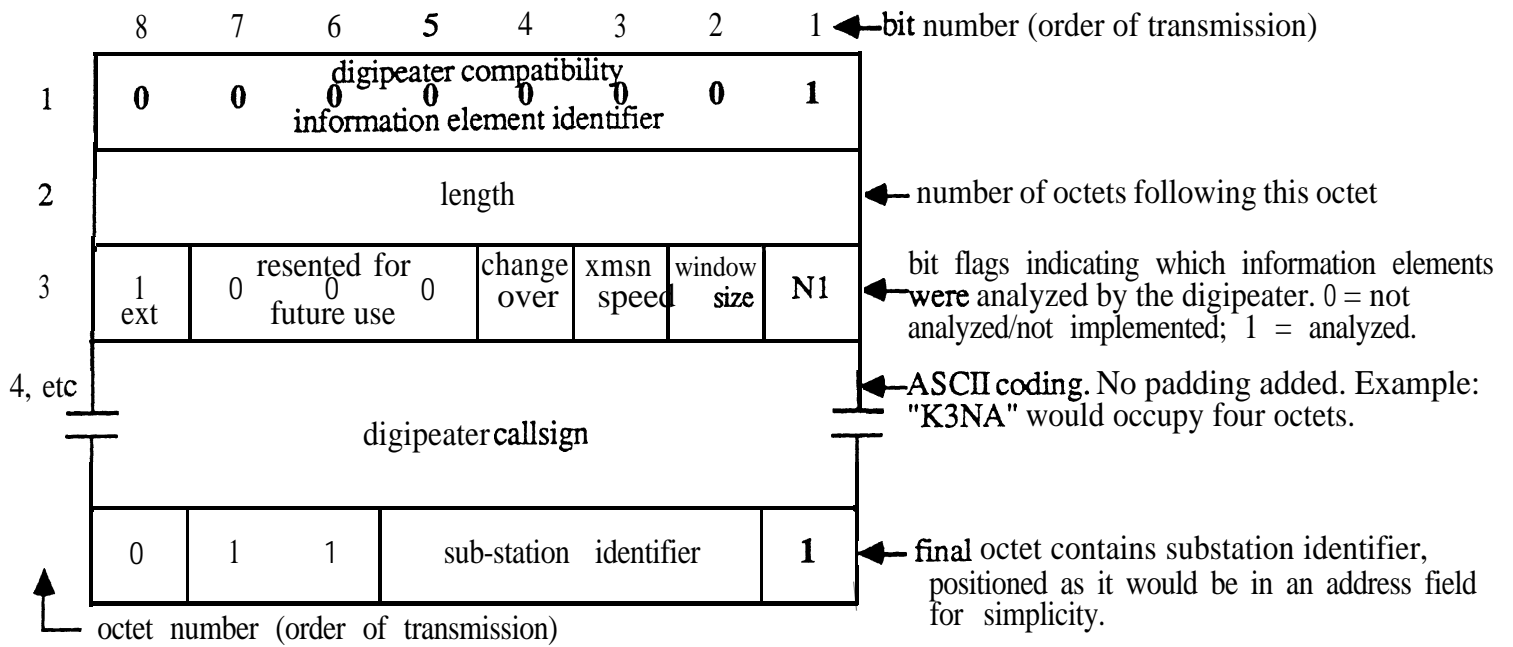 8 7 6 5 4 3 2 1 bit number (order of transmission)
digipeater compatibility
1 0 0 0 0 0 0 0 1
information element identifier
2 length number of octets following this octet
resented for change xmsn window bit flags indicating which information elements
3 1 0 0 0 over speed size N1 were analyzed by the digipeater. 0 = not
ext future use analyzed/not implemented; 1 = analyzed.
4, etc ASCII coding. No padding added. Example:
"K3NA" would occupy four octets.
digipeater callsign
0 1 1 sub-station identifier 1 final octet contains substation identifier,
positioned as it would be in an address field
for simplicity.
octet number (order of transmission)